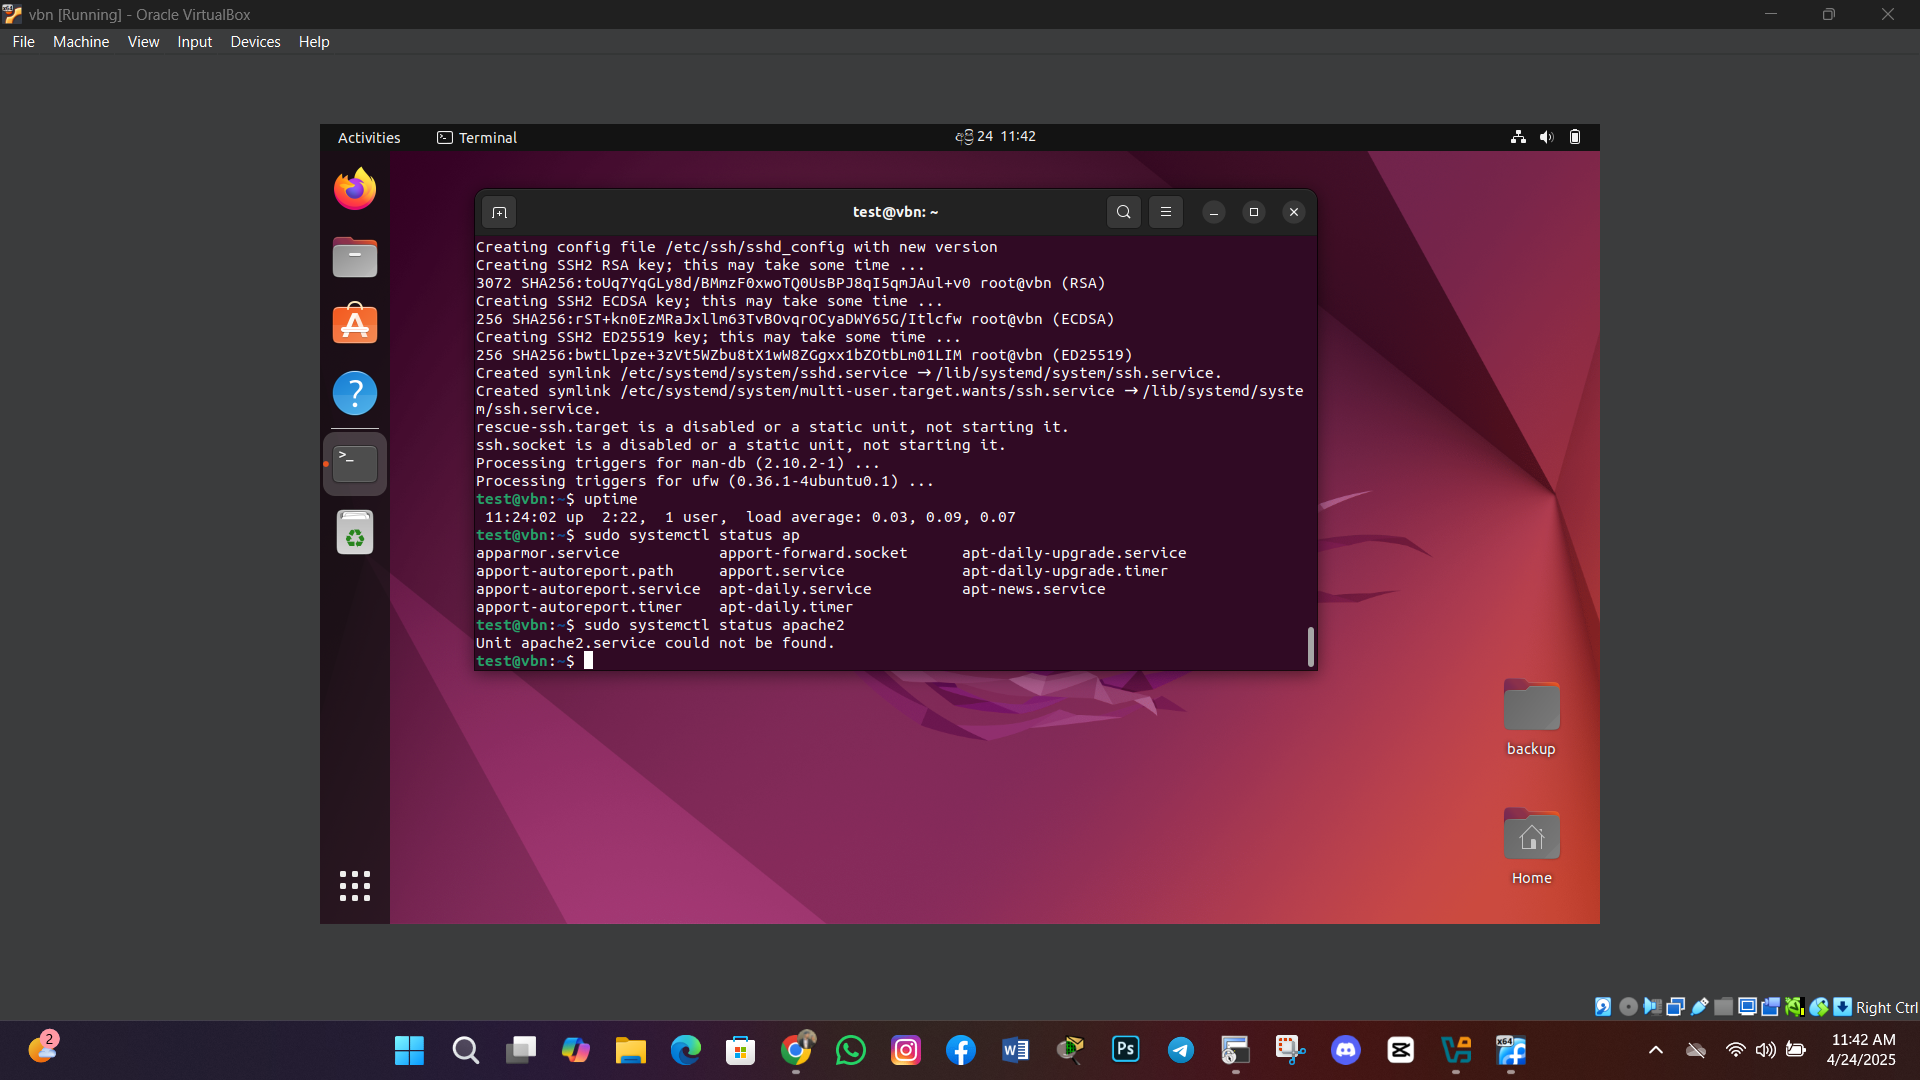 vbn [Running] - Oracle VirtualBox
File Machine View Input Devices Help
Activities Terminal 24 11:42
test@vbn: ~
Creating config file /etc/ssh/sshd_config with new version
Creating SSH2 RSA key; this may take some time ...
3072 SHA256:toUq7YqGLy8d/BMmzF0xwoTQ0UsBPJ8qI5qmJAul+v0 root@vbn (RSA)
Creating SSH2 ECDSA key; this may take some time ...
256 SHA256:rST+kn0EzMRaJxllm63TvBOvqrOCyaDWY65G/Itlcfw root@vbn (ECDSA)
Creating SSH2 ED25519 key; this may take some time ...
256 SHA256:bwtLlpze+3zVt5WZbu8tX1wW8ZGgxx1bZOtbLm01LIM root@vbn (ED25519)
Created symlink /etc/systemd/system/sshd.service → /lib/systemd/system/ssh.service.
Created symlink /etc/systemd/system/multi-user.target.wants/ssh.service → /lib/systemd/syste
m/ssh.service.
rescue-ssh.target is a disabled or a static unit, not starting it.
ssh.socket is a disabled or a static unit, not starting it.
Processing triggers for man-db (2.10.2-1) ...
Processing triggers for ufw (0.36.1-4ubuntu0.1) ...
test@vbn:~$ uptime
 11:24:02 up  2:22,  1 user,  load average: 0.03, 0.09, 0.07
test@vbn:~$ sudo systemctl status ap
apparmor.service           apport-forward.socket      apt-daily-upgrade.service
apport-autoreport.path     apport.service             apt-daily-upgrade.timer
apport-autoreport.service  apt-daily.service          apt-news.service
apport-autoreport.timer    apt-daily.timer
test@vbn:~$ sudo systemctl status apache2
Unit apache2.service could not be found.
test@vbn:~$
backup
Home
Right Ctrl
2
Ps
x64
11:42 AM
4/24/2025